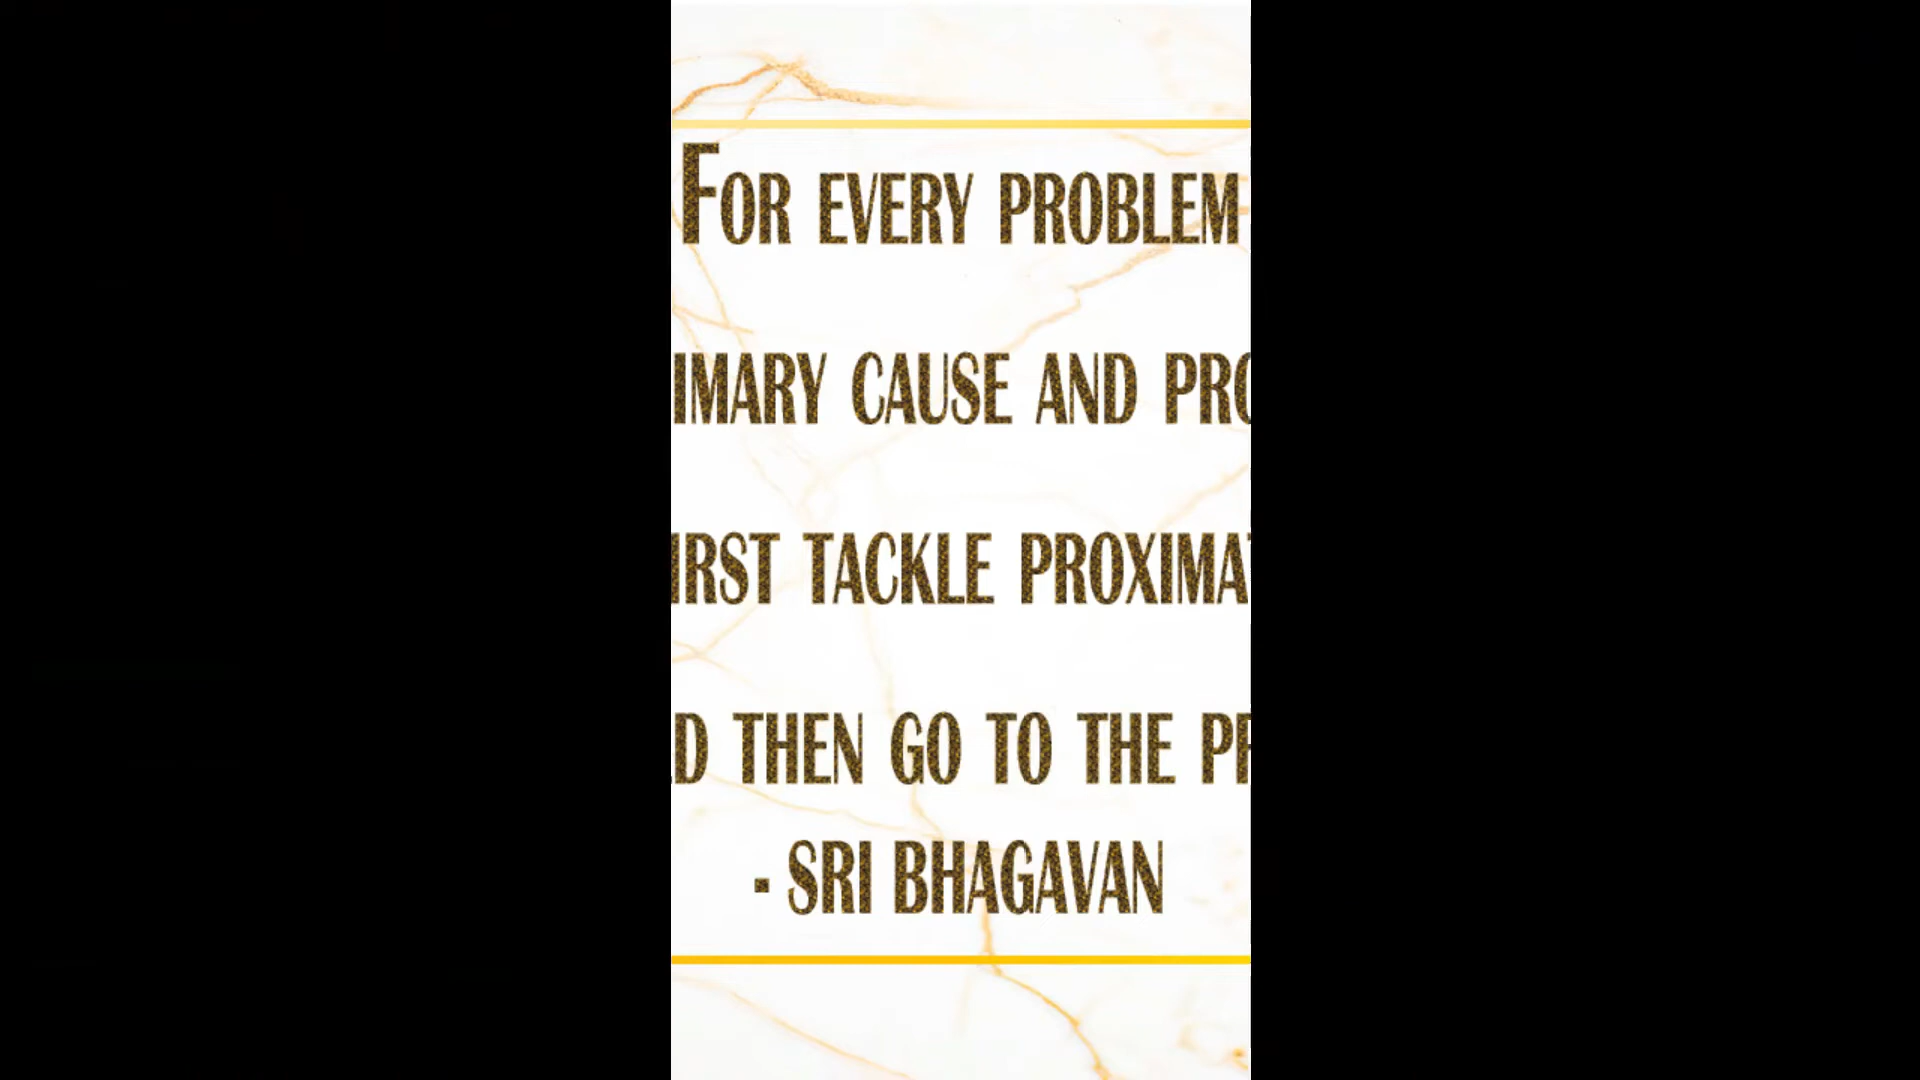 For every problem
imary cause and pro
irst tackle proxima
d then go to the pr
- SRI BHAGAVAN